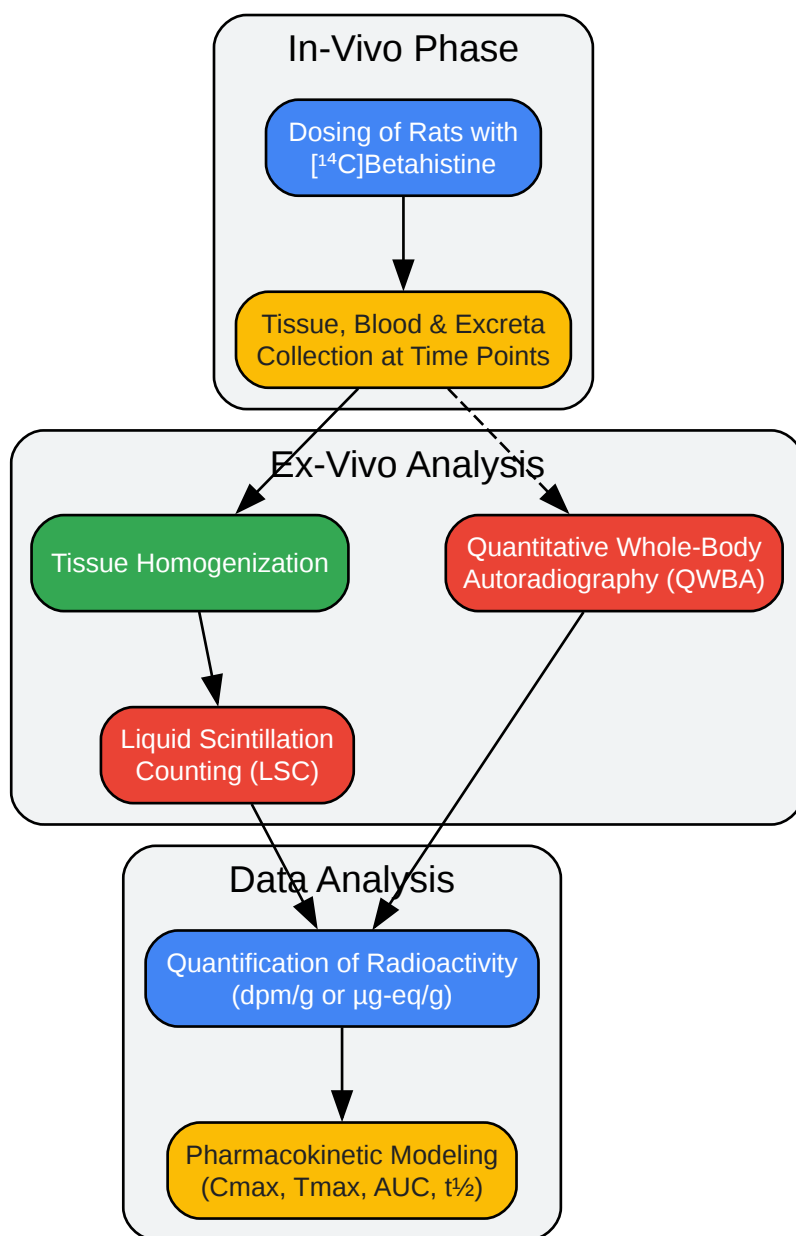 In-Vivo Phase
Dosing of Rats with
[¹⁴C]Betahistine
Tissue, Blood & Excreta
Collection at Time Points
Ex-Vivo Analysis
Tissue Homogenization
Quantitative Whole-Body
Autoradiography (QWBA)
Liquid Scintillation
Counting (LSC)
Data Analysis
Quantification of Radioactivity
(dpm/g or µg-eq/g)
Pharmacokinetic Modeling
(Cmax, Tmax, AUC, t½)